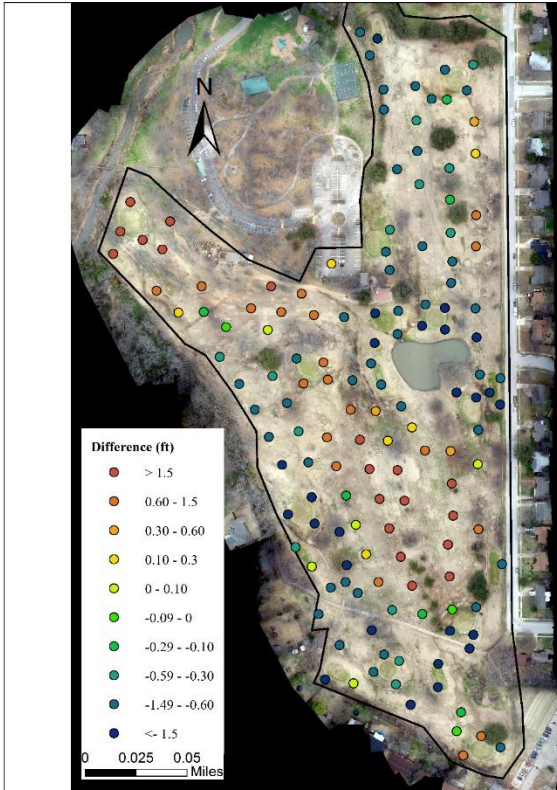 N
Difference (ft)
> 1.5
0.60 - 1.5
0.30 - 0.60
0.10 - 0.3
0 - 0.10
-0.09 - 0
-0.29 - -0.10
-0.59 - -0.30
-1.49 - -0.60
<- 1.5
0 0.025 0.05
Miles